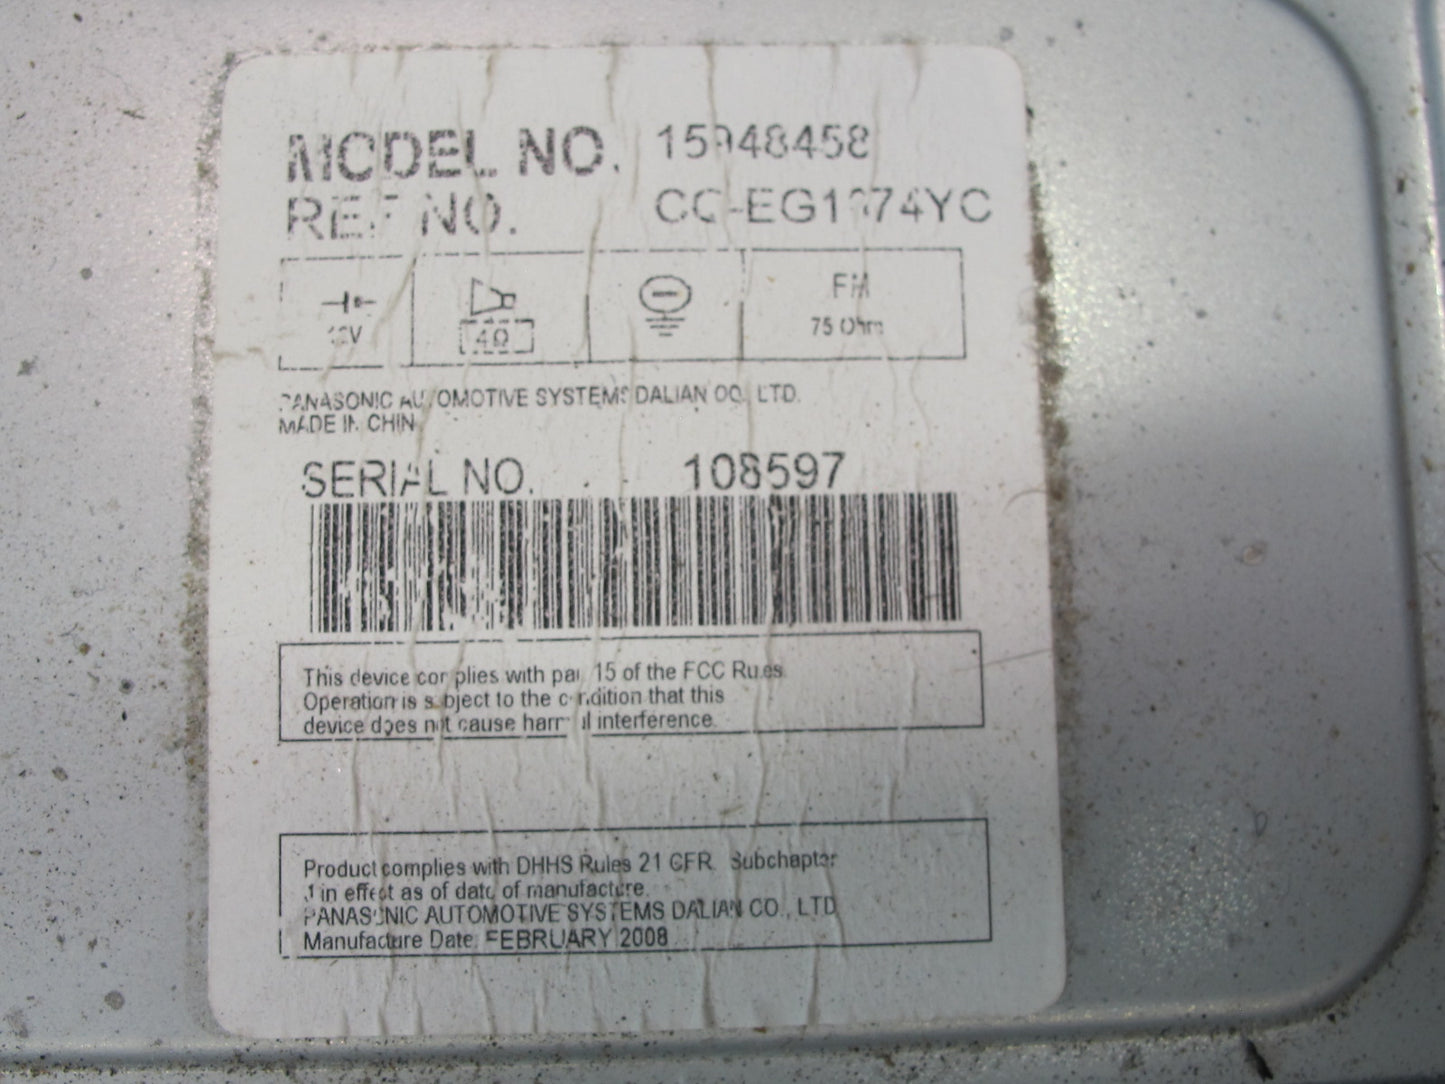 MODEL NO. 15948458
REF NO.
12V 4Ω FM
75 Ohm
PANASONIC AUTOMOTIVE SYSTEMS DALIAN CO., LTD.
MADE IN CHINA
SERIAL NO. 108597
This device complies with part 15 of the FCC Rules.
Operation is subject to the condition that this
device does not cause harmful interference.
Product complies with DHHS Rules 21 CFR. Subchapter
J in effect as of date of manufacture.
PANASONIC AUTOMOTIVE SYSTEMS DALIAN CO., LTD
Manufacture Date: FEBRUARY 2008